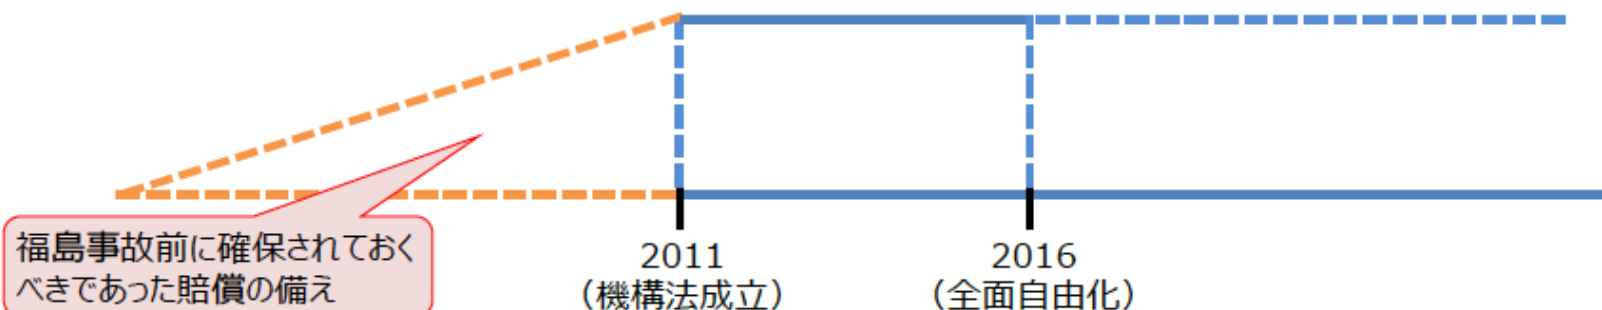 福島事故前に確保されておく
べきであった賠償の備え
2011
（機構法成立）
2016
（全面自由化）